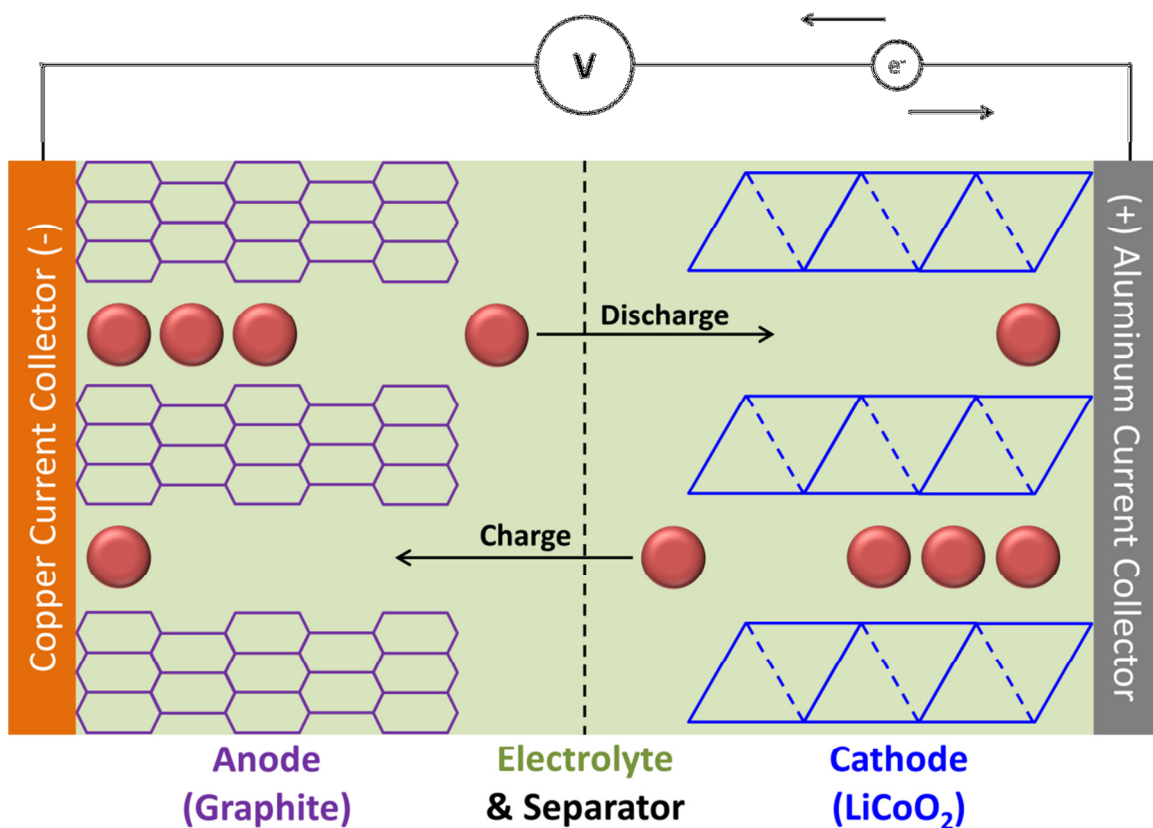 V
e⁻
Copper Current Collector (-)
Discharge
(+) Aluminum Current Collector
Charge
Anode
(Graphite)
Electrolyte
& Separator
Cathode
(LiCoO₂)